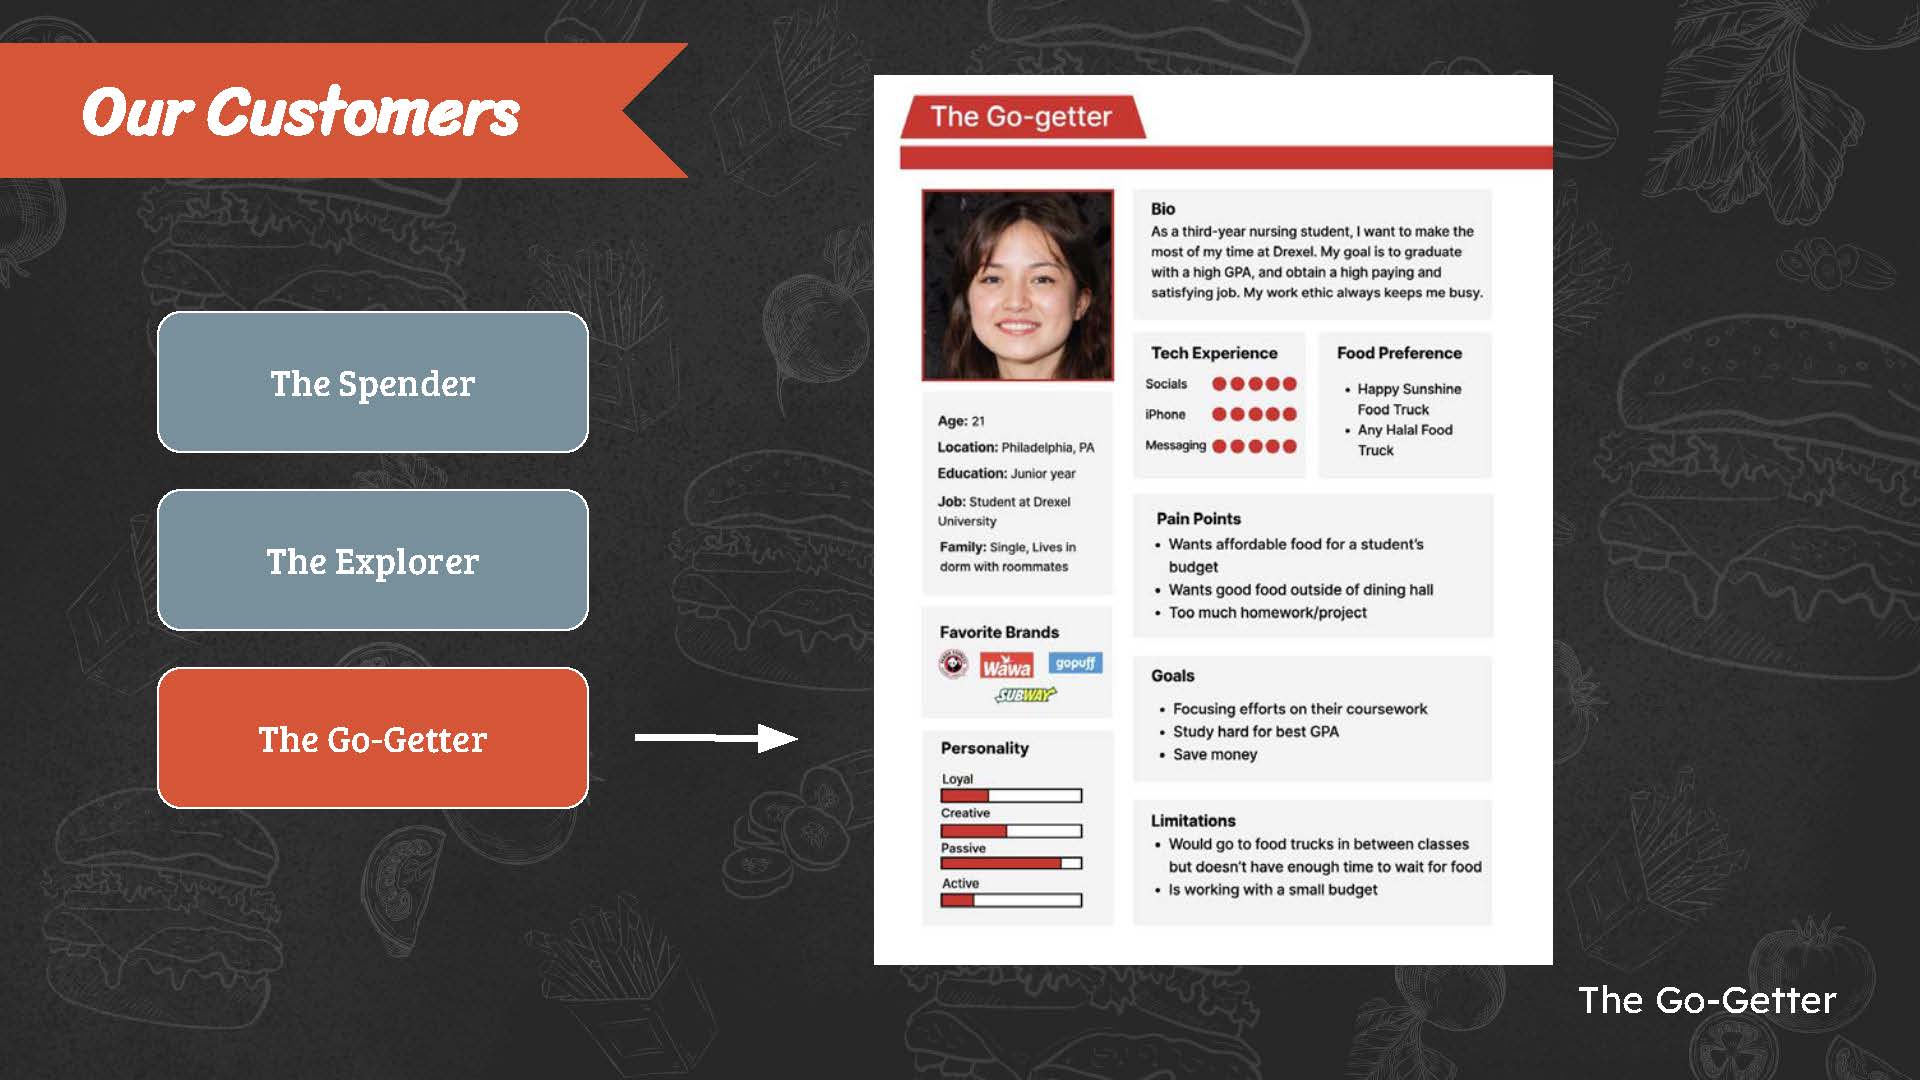 Our Customers
The Spender
The Explorer
The Go-Getter
The Go-getter
Age: 21
Location: Philadelphia, PA
Education: Junior year
Job: Student at Drexel
University
Family: Single, Lives in
dorm with roommates
Favorite Brands
Wawa
gopuff
SUBWAY
Personality
Loyal
Creative
Passive
Active
Bio
As a third-year nursing student, I want to make the
most of my time at Drexel. My goal is to graduate
with a high GPA, and obtain a high paying and
satisfying job. My work ethic always keeps me busy.
Tech Experience
Socials
iPhone
Messaging
Food Preference
• Happy Sunshine
Food Truck
• Any Halal Food
Truck
Pain Points
• Wants affordable food for a student's
budget
• Wants good food outside of dining hall
• Too much homework/project
Goals
• Focusing efforts on their coursework
• Study hard for best GPA
• Save money
Limitations
• Would go to food trucks in between classes
but doesn't have enough time to wait for food
• Is working with a small budget
The Go-Getter